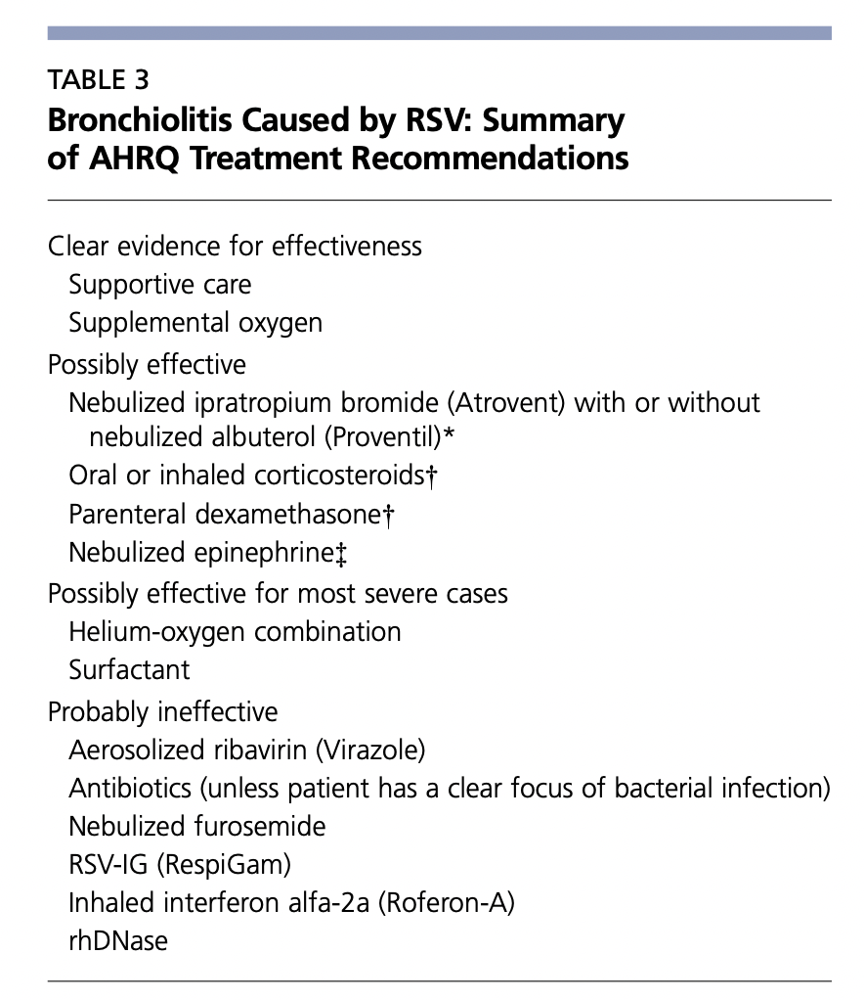 TABLE 3
Bronchiolitis Caused by RSV: Summary
of AHRQ Treatment Recommendations
Clear evidence for effectiveness
Supportive care
Supplemental oxygen
Possibly effective
Nebulized ipratropium bromide (Atrovent) with or without
nebulized albuterol (Proventil)*
Oral or inhaled corticosteroids†
Parenteral dexamethasone†
Nebulized epinephrine‡
Possibly effective for most severe cases
Helium-oxygen combination
Surfactant
Probably ineffective
Aerosolized ribavirin (Virazole)
Antibiotics (unless patient has a clear focus of bacterial infection)
Nebulized furosemide
RSV-IG (RespiGam)
Inhaled interferon alfa-2a (Roferon-A)
rhDNase